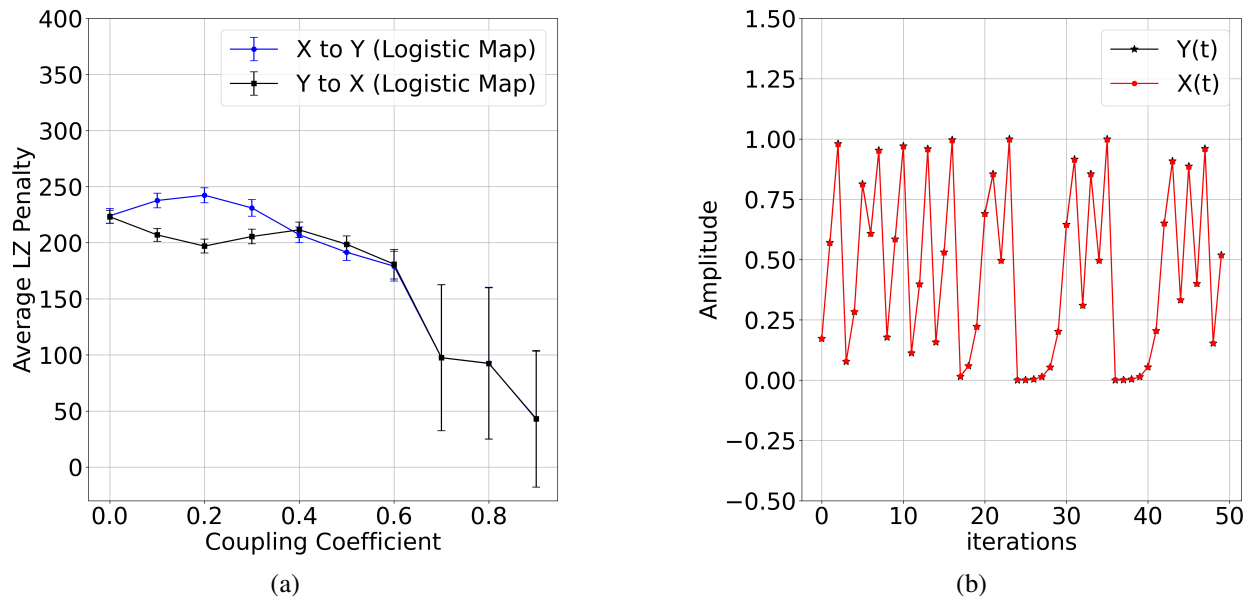 400
350
300
250
200
150
100
50
0
Average LZ Penalty
X to Y (Logistic Map)
Y to X (Logistic Map)
0.0 0.2 0.4 0.6 0.8
Coupling Coefficient
(a)
1.50
1.25
1.00
0.75
0.50
0.25
0.00
−0.25
−0.50
Amplitude
Y(t)
X(t)
0 10 20 30 40 50
iterations
(b)